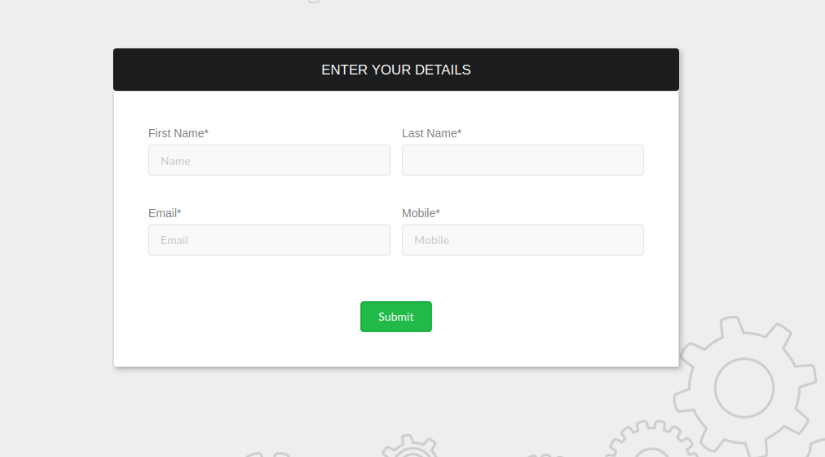 ENTER YOUR DETAILS
First Name* Last Name*
Name
Email* Mobile*
Email Mobile
Submit